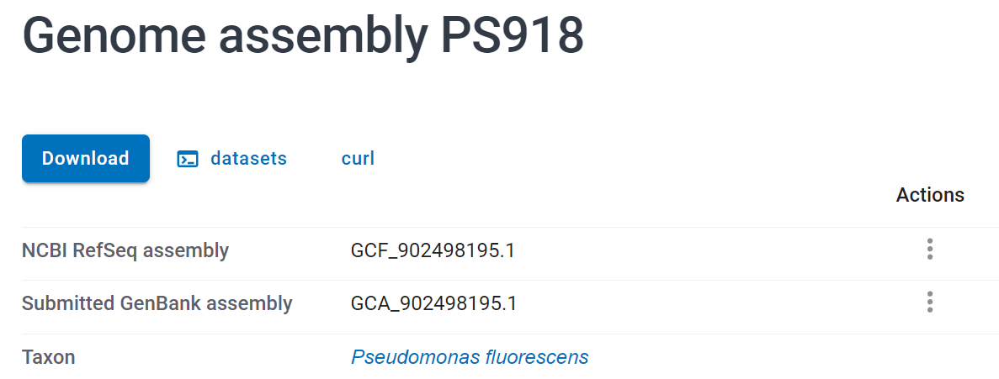 Genome assembly PS918
Download datasets curl
Actions
NCBI RefSeq assembly GCF_902498195.1
Submitted GenBank assembly GCA_902498195.1
Taxon Pseudomonas fluorescens